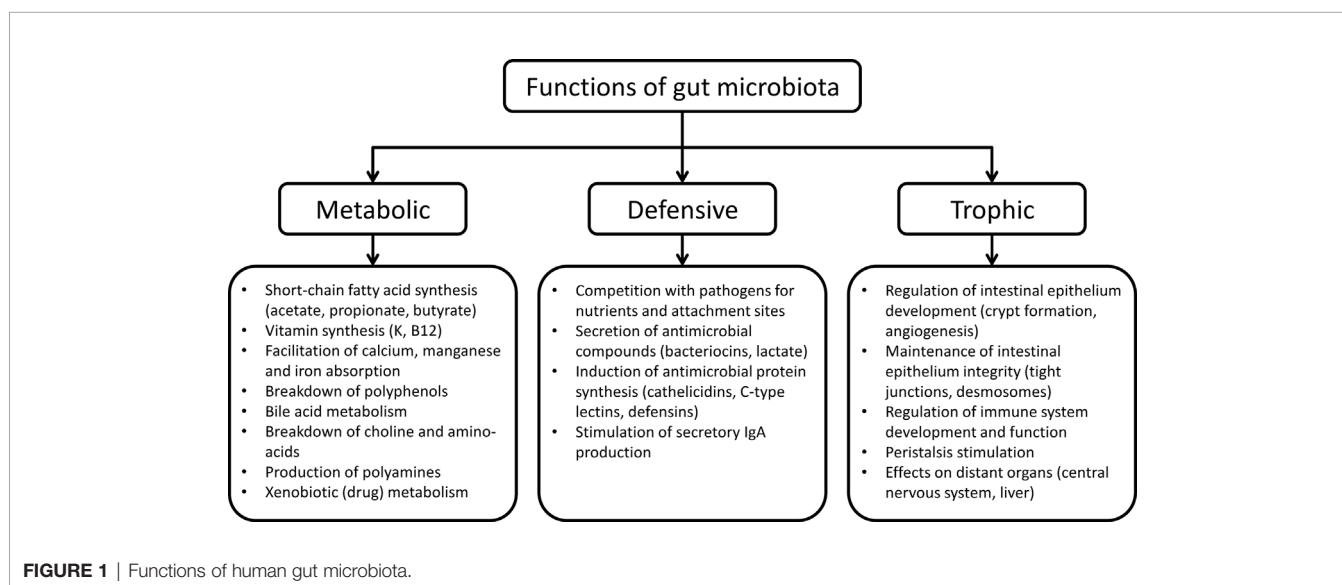 Functions of gut microbiota
Metabolic
Defensive
Trophic
• Short-chain fatty acid synthesis
(acetate, propionate, butyrate)
• Vitamin synthesis (K, B12)
• Facilitation of calcium, manganese
and iron absorption
• Breakdown of polyphenols
• Bile acid metabolism
• Breakdown of choline and amino-
acids
• Production of polyamines
• Xenobiotic (drug) metabolism
• Competition with pathogens for
nutrients and attachment sites
• Secretion of antimicrobial
compounds (bacteriocins, lactate)
• Induction of antimicrobial protein
synthesis (cathelicidins, C-type
lectins, defensins)
• Stimulation of secretory IgA
production
• Regulation of intestinal epithelium
development (crypt formation,
angiogenesis)
• Maintenance of intestinal
epithelium integrity (tight
junctions, desmosomes)
• Regulation of immune system
development and function
• Peristalsis stimulation
• Effects on distant organs (central
nervous system, liver)
FIGURE 1 | Functions of human gut microbiota.